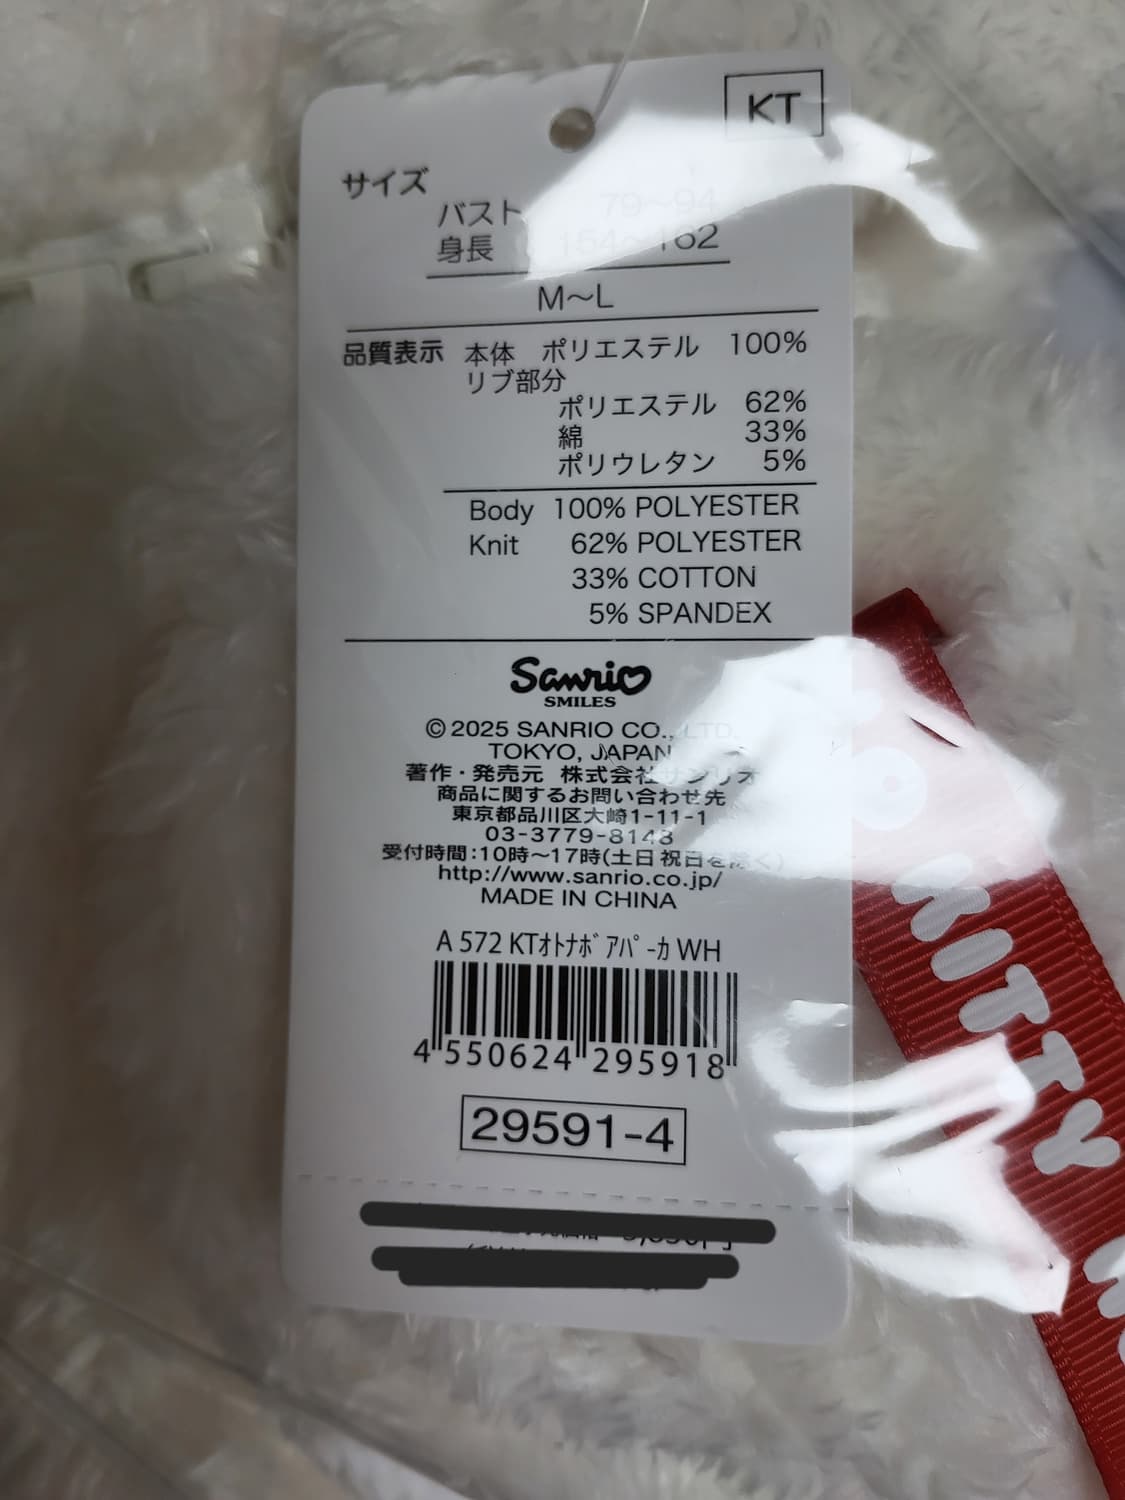 KT
サイズ
バスト 79～94
身長 154～162
M～L
品質表示 本体 ポリエステル 100%
リブ部分
ポリエステル 62%
綿 33%
ポリウレタン 5%
Body 100% POLYESTER
Knit 62% POLYESTER
33% COTTON
5% SPANDEX
Sanrio
SMILES
© 2025 SANRIO CO., LTD.
TOKYO, JAPAN
著作・発売元 株式会社サンリオ
商品に関するお問い合わせ先
東京都品川区大崎1-11-1
03-3779-8148
受付時間:10時～17時(土日祝日を除く)
http://www.sanrio.co.jp/
MADE IN CHINA
A 572 KTｵﾄﾅﾎﾞｱﾊﾟｰｶ WH
4 550624 295918
29591-4
KITTY